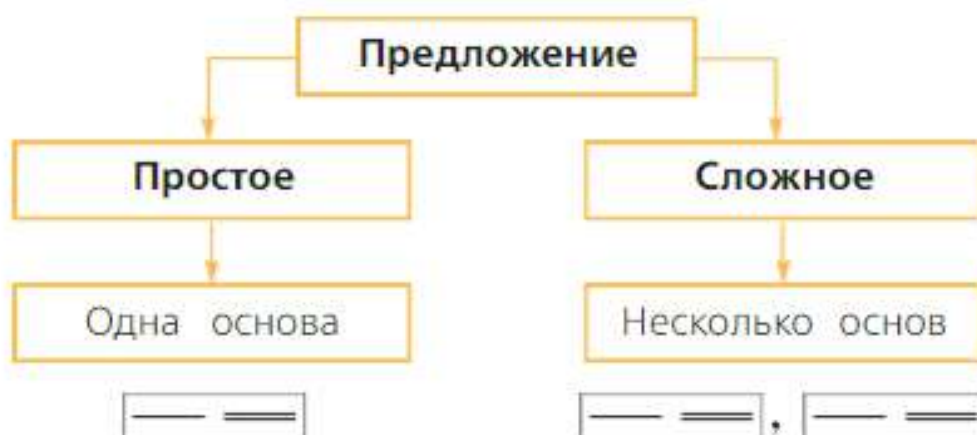 Предложение
Простое
Сложное
Одна основа
Несколько основ
,